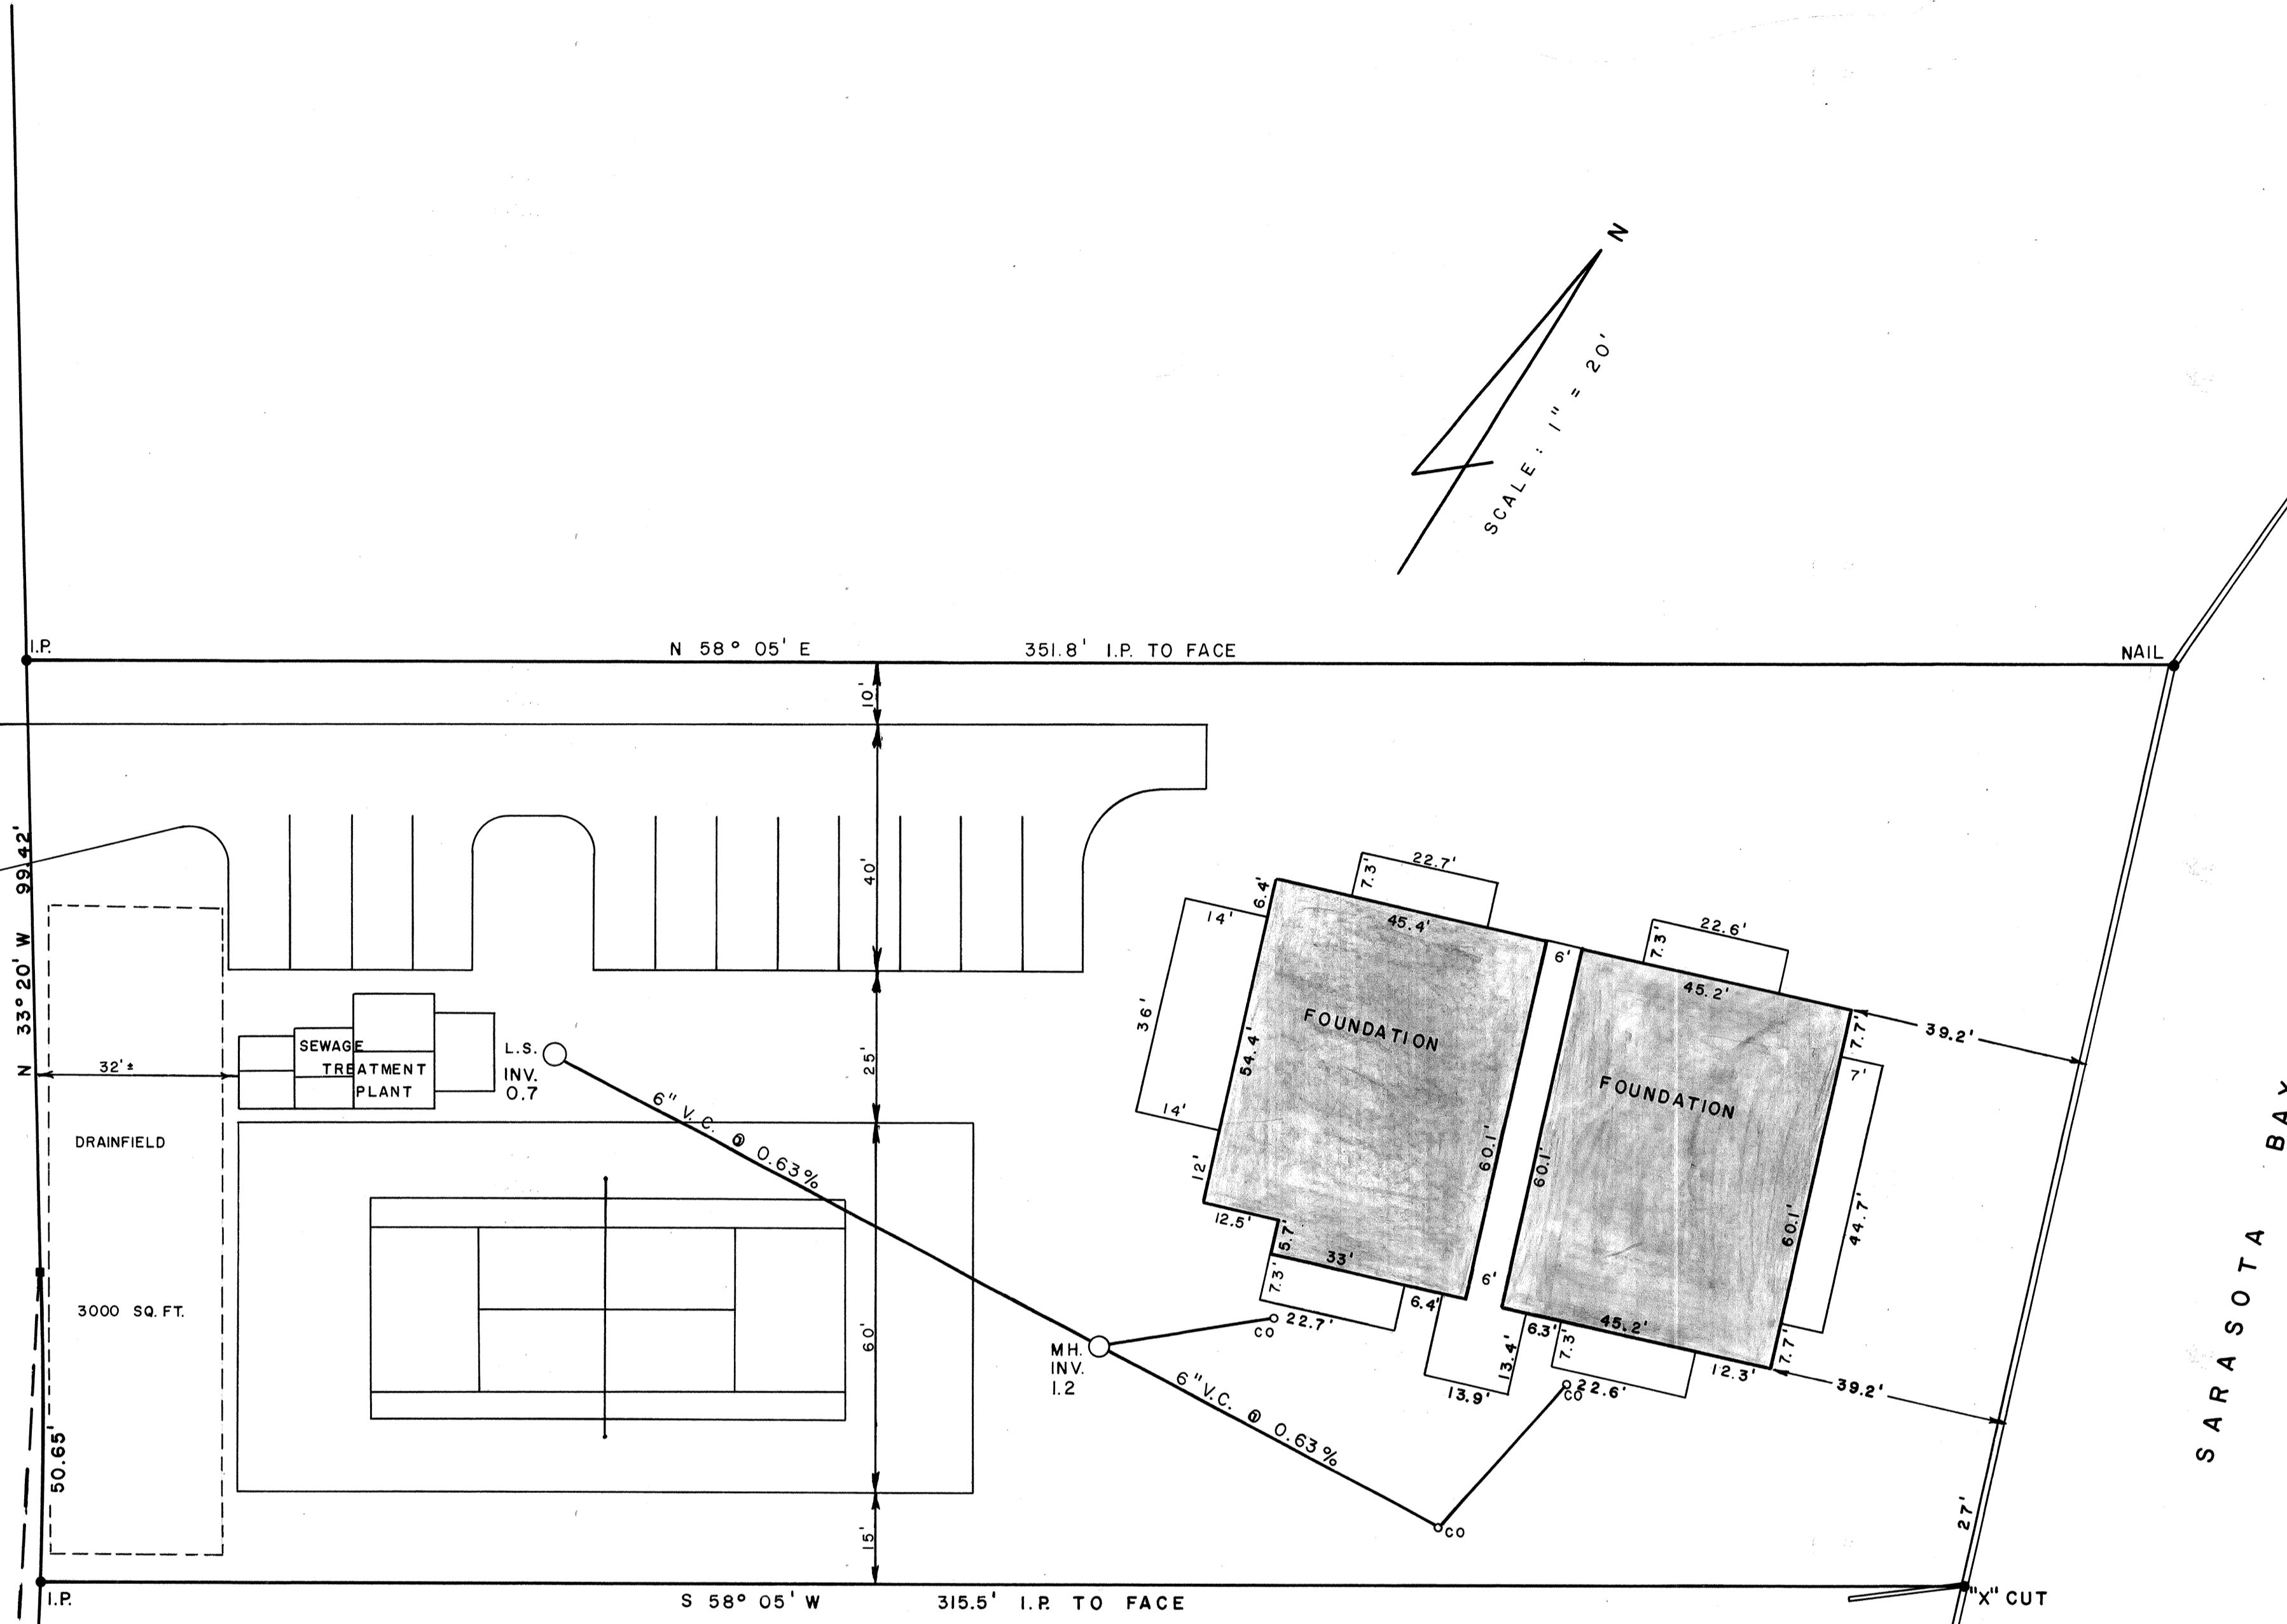 N
SCALE : 1" = 20'
I.P.
N 58° 05' E 351.8' I.P. TO FACE
NAIL
10'
N 33° 20' W 99.42'
40'
22.7'
7.3'
6.4'
14'
45.4'
22.6'
7.3'
6'
45.2'
39.2'
7.7'
7'
36'
FOUNDATION
54.4'
FOUNDATION
SEWAGE
TREATMENT
PLANT
32'±
L.S.
INV.
0.7
25'
6" V.C. @ 0.63%
14'
12'
60.1'
60.1'
60.1'
44.7'
SARASOTA BAY
DRAINFIELD
12.5'
5.7'
33'
7.3'
6'
6.4'
3000 SQ. FT.
60'
CO
22.7'
MH.
INV.
1.2
6.3'
45.2'
7.3'
13.4'
7.7'
12.3'
39.2'
13.9'
CO
22.6'
6" V.C. @ 0.63%
50.65'
CO
15'
27'
I.P.
S 58° 05' W 315.5' I.P. TO FACE
"X" CUT